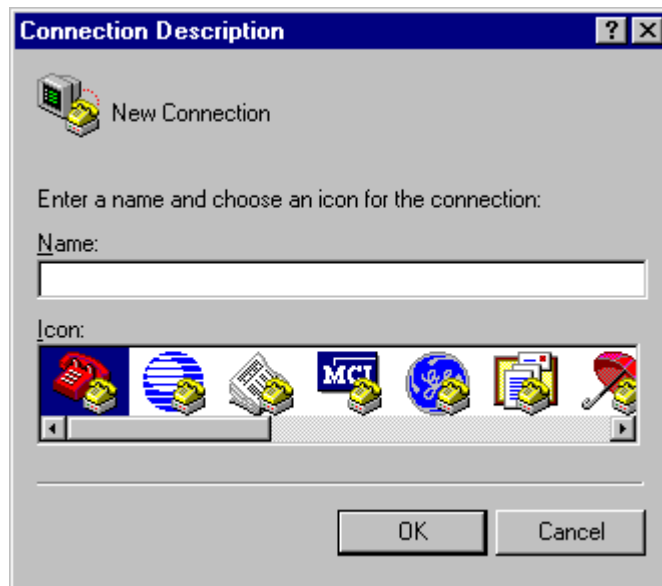 Connection Description
New Connection
Enter a name and choose an icon for the connection:
Name:
Icon:
MCI
OK
Cancel